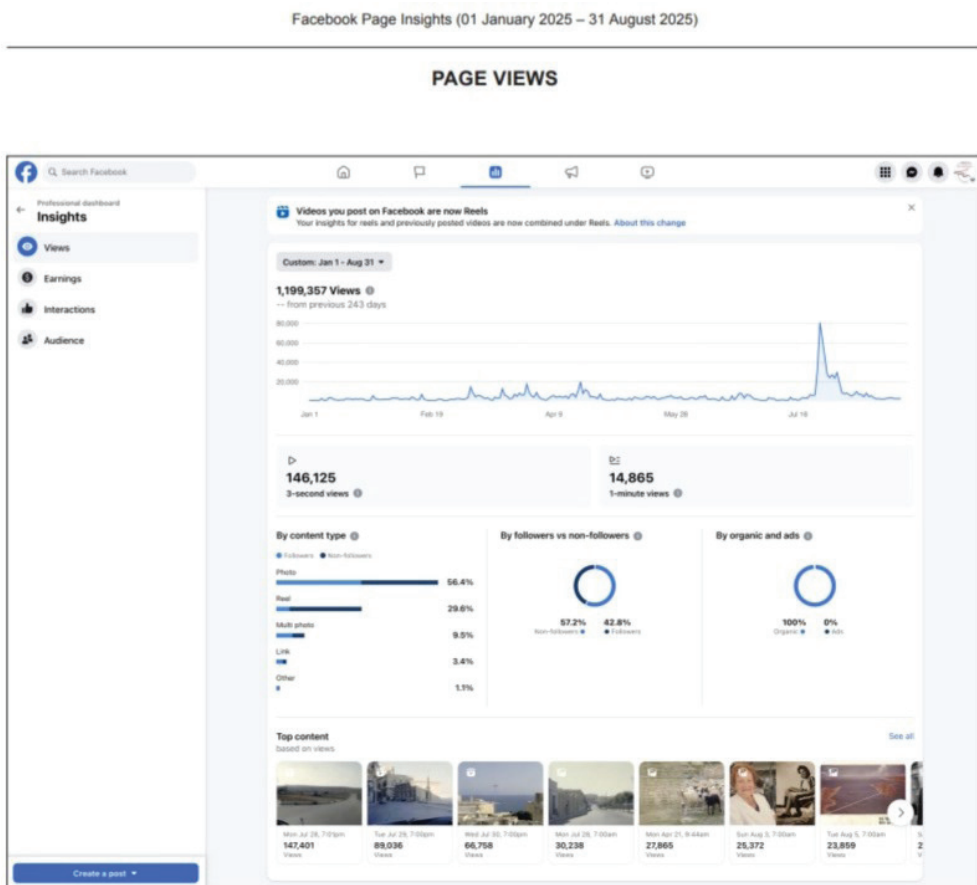 Facebook Page Insights (01 January 2025 – 31 August 2025)
PAGE VIEWS
Search Facebook
Professional dashboard
Insights
Views
Earnings
Interactions
Audience
Create a post
Videos you post on Facebook are now Reels
Your insights for reels and previously posted videos are now combined under Reels. About this change
Custom: Jan 1 - Aug 31
1,199,357 Views
-- from previous 243 days
80,000
60,000
40,000
20,000
Jan 1 Feb 19 Apr 9 May 28 Jul 16
146,125
3-second views
14,865
1-minute views
By content type
Followers Non-followers
Photo
56.4%
Reel
29.6%
Multi photo
9.5%
Link
3.4%
Other
1.1%
By followers vs non-followers
57.2% 42.8%
Non-followers Followers
By organic and ads
100% 0%
Organic Ads
Top content
based on views
See all
Mon Jul 28, 7:01pm
147,401
Views
Tue Jul 29, 7:00pm
89,036
Views
Wed Jul 30, 7:00pm
66,758
Views
Mon Jul 28, 7:00am
30,238
Views
Mon Apr 21, 9:44am
27,865
Views
Sun Aug 3, 7:00am
25,372
Views
Tue Aug 5, 7:00am
23,859
Views